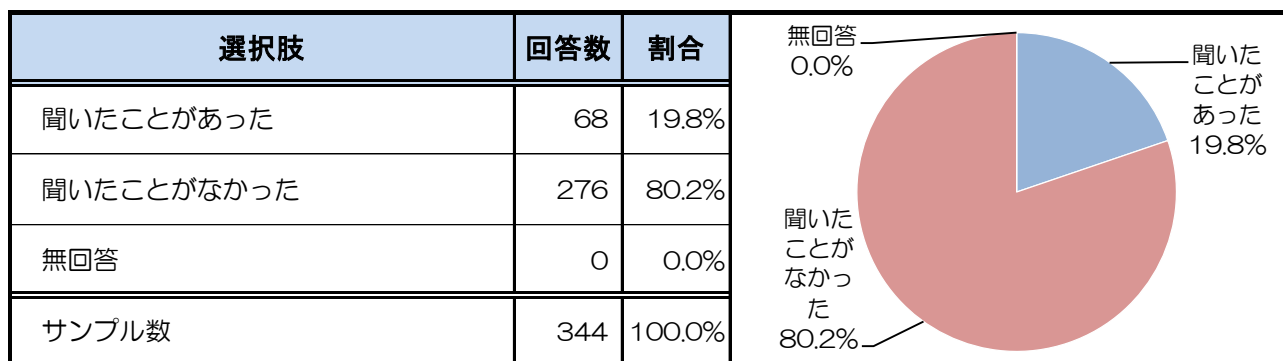 選択肢 回答数 割合
聞いたことがあった 68 19.8%
聞いたことがなかった 276 80.2%
無回答 0 0.0%
サンプル数 344 100.0%
無回答
0.0%
聞いた
ことが
あった
19.8%
聞いた
ことが
なかっ
た
80.2%